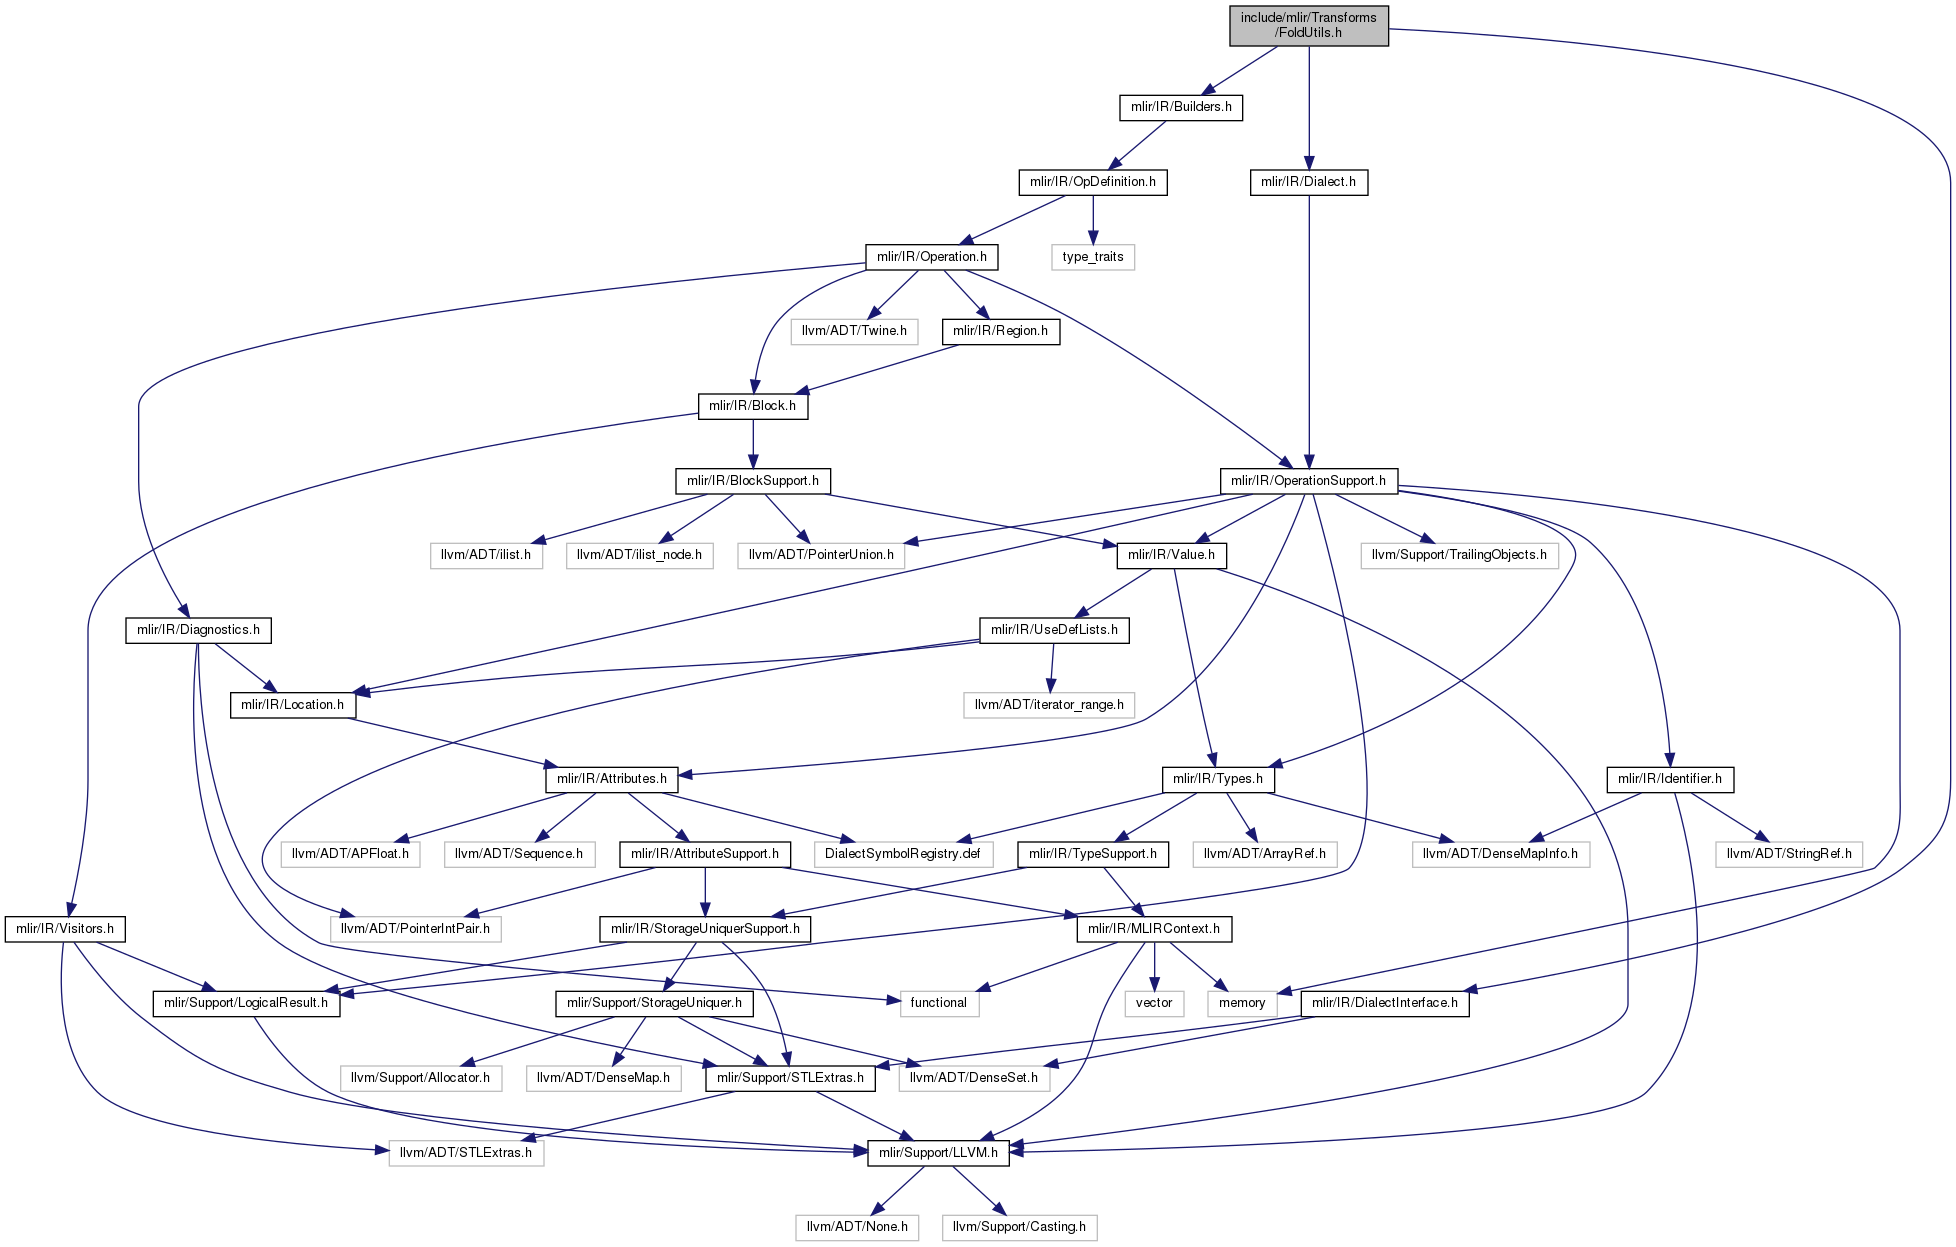 include/mlir/Transforms
/FoldUtils.h
mlir/IR/Builders.h
mlir/IR/OpDefinition.h
mlir/IR/Dialect.h
mlir/IR/Operation.h
type_traits
llvm/ADT/Twine.h
mlir/IR/Region.h
mlir/IR/Block.h
mlir/IR/BlockSupport.h
mlir/IR/OperationSupport.h
llvm/ADT/ilist.h
llvm/ADT/ilist_node.h
llvm/ADT/PointerUnion.h
mlir/IR/Value.h
llvm/Support/TrailingObjects.h
mlir/IR/Diagnostics.h
mlir/IR/UseDefLists.h
mlir/IR/Location.h
llvm/ADT/iterator_range.h
mlir/IR/Attributes.h
mlir/IR/Types.h
mlir/IR/Identifier.h
llvm/ADT/APFloat.h
llvm/ADT/Sequence.h
mlir/IR/AttributeSupport.h
DialectSymbolRegistry.def
mlir/IR/TypeSupport.h
llvm/ADT/ArrayRef.h
llvm/ADT/DenseMapInfo.h
llvm/ADT/StringRef.h
mlir/IR/Visitors.h
llvm/ADT/PointerIntPair.h
mlir/IR/StorageUniquerSupport.h
mlir/IR/MLIRContext.h
mlir/Support/LogicalResult.h
mlir/Support/StorageUniquer.h
functional
vector
memory
mlir/IR/DialectInterface.h
llvm/Support/Allocator.h
llvm/ADT/DenseMap.h
mlir/Support/STLExtras.h
llvm/ADT/DenseSet.h
llvm/ADT/STLExtras.h
mlir/Support/LLVM.h
llvm/ADT/None.h
llvm/Support/Casting.h